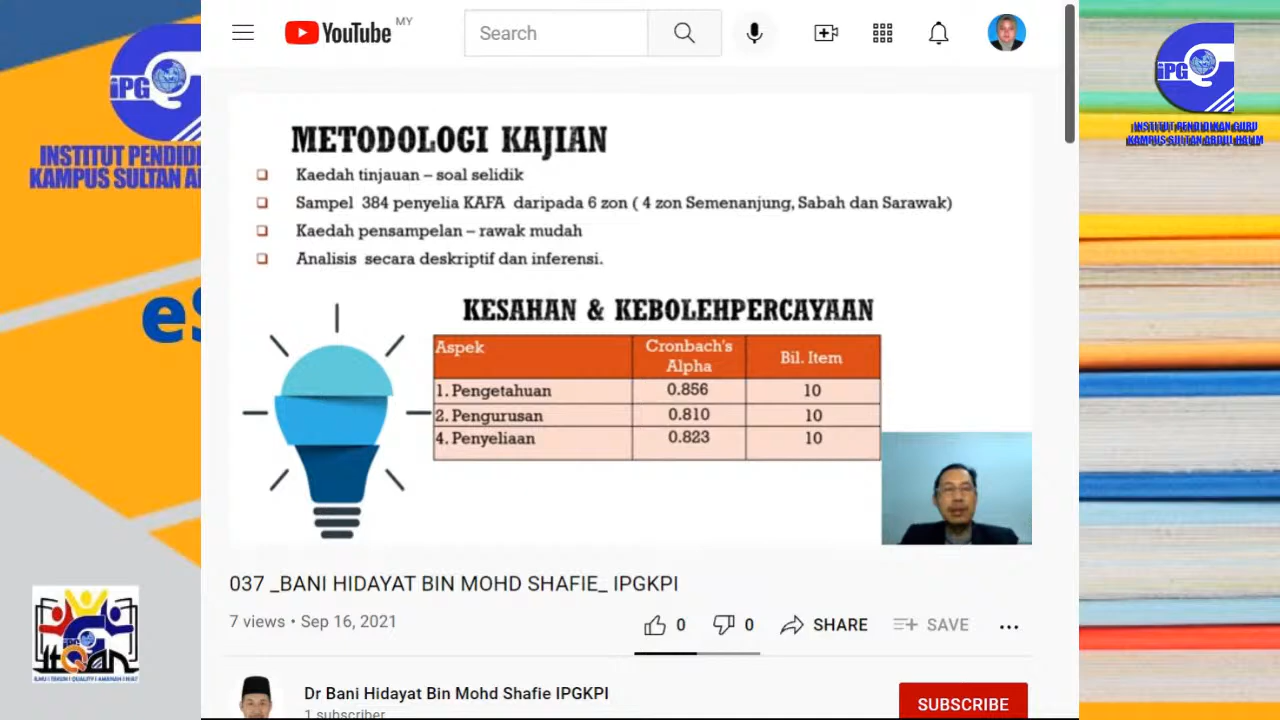 YouTube MY
Search
iPG
INSTITUT PENDIDI
KAMPUS SULTAN AB
eS
METODOLOGI KAJIAN
Kaedah tinjauan – soal selidik
Sampel 384 penyelia KAFA daripada 6 zon ( 4 zon Semenanjung, Sabah dan Sarawak)
Kaedah pensampelan – rawak mudah
Analisis secara deskriptif dan inferensi.
KESAHAN & KEBOLEHPERCAYAAN
Aspek Cronbach's Alpha Bil. Item
1. Pengetahuan 0.856 10
2. Pengurusan 0.810 10
4. Penyeliaan 0.823 10
037 _BANI HIDAYAT BIN MOHD SHAFIE_ IPGKPI
7 views • Sep 16, 2021
0 0 SHARE SAVE
Dr Bani Hidayat Bin Mohd Shafie IPGKPI
1 subscriber
SUBSCRIBE
iPG
INSTITUT PENDIDIKAN GURU
KAMPUS SULTAN ABDUL HALIM
ItQan